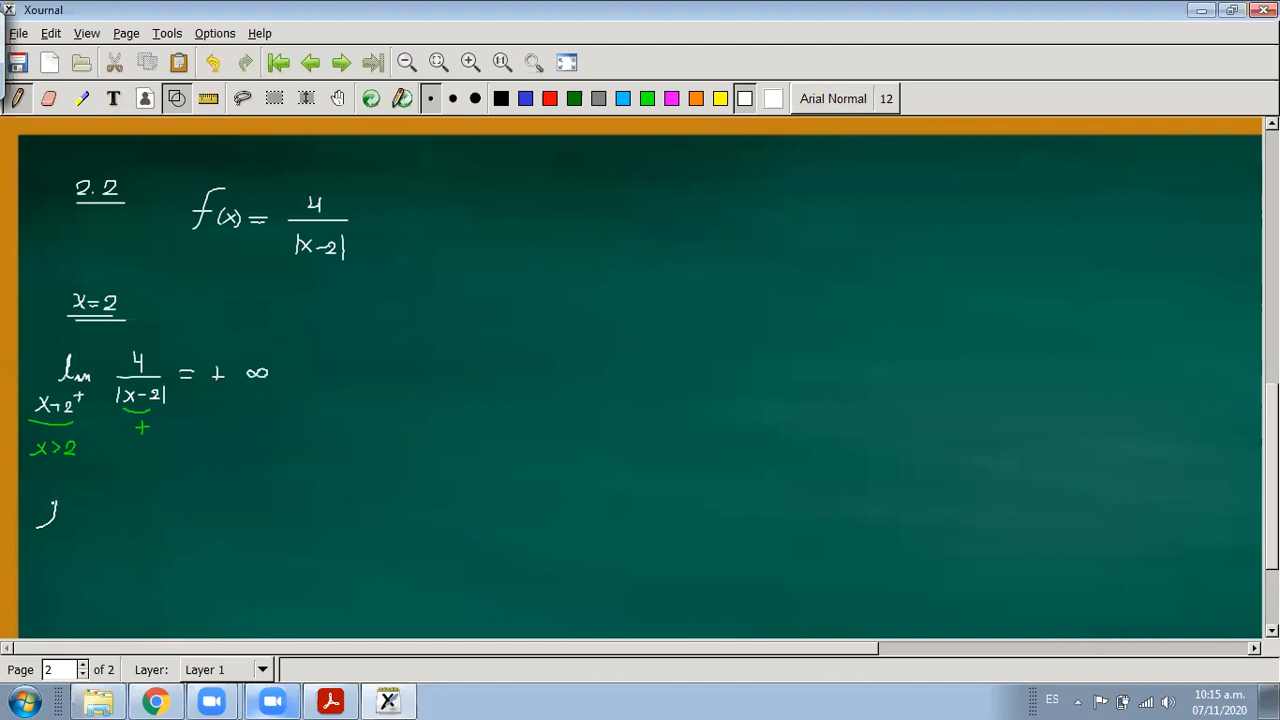 Xournal
File Edit View Page Tools Options Help
Arial Normal 12
2.2 f(x) = 4 / |x-2|
x=2
lim x→2+ 4 / |x-2| = + ∞
x>2 +
Page 2 of 2 Layer: Layer 1
ES 10:15 a.m.
07/11/2020